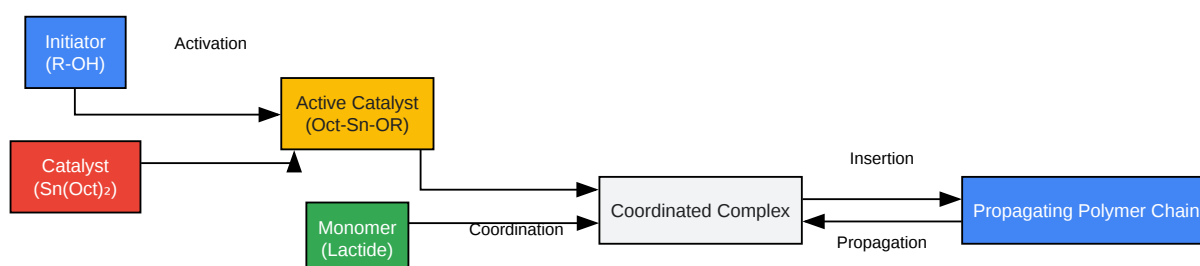 Initiator
(R-OH)
Activation
Active Catalyst
(Oct-Sn-OR)
Catalyst
(Sn(Oct)₂)
Monomer
(Lactide)
Coordination
Coordinated Complex
Insertion
Propagation
Propagating Polymer Chain